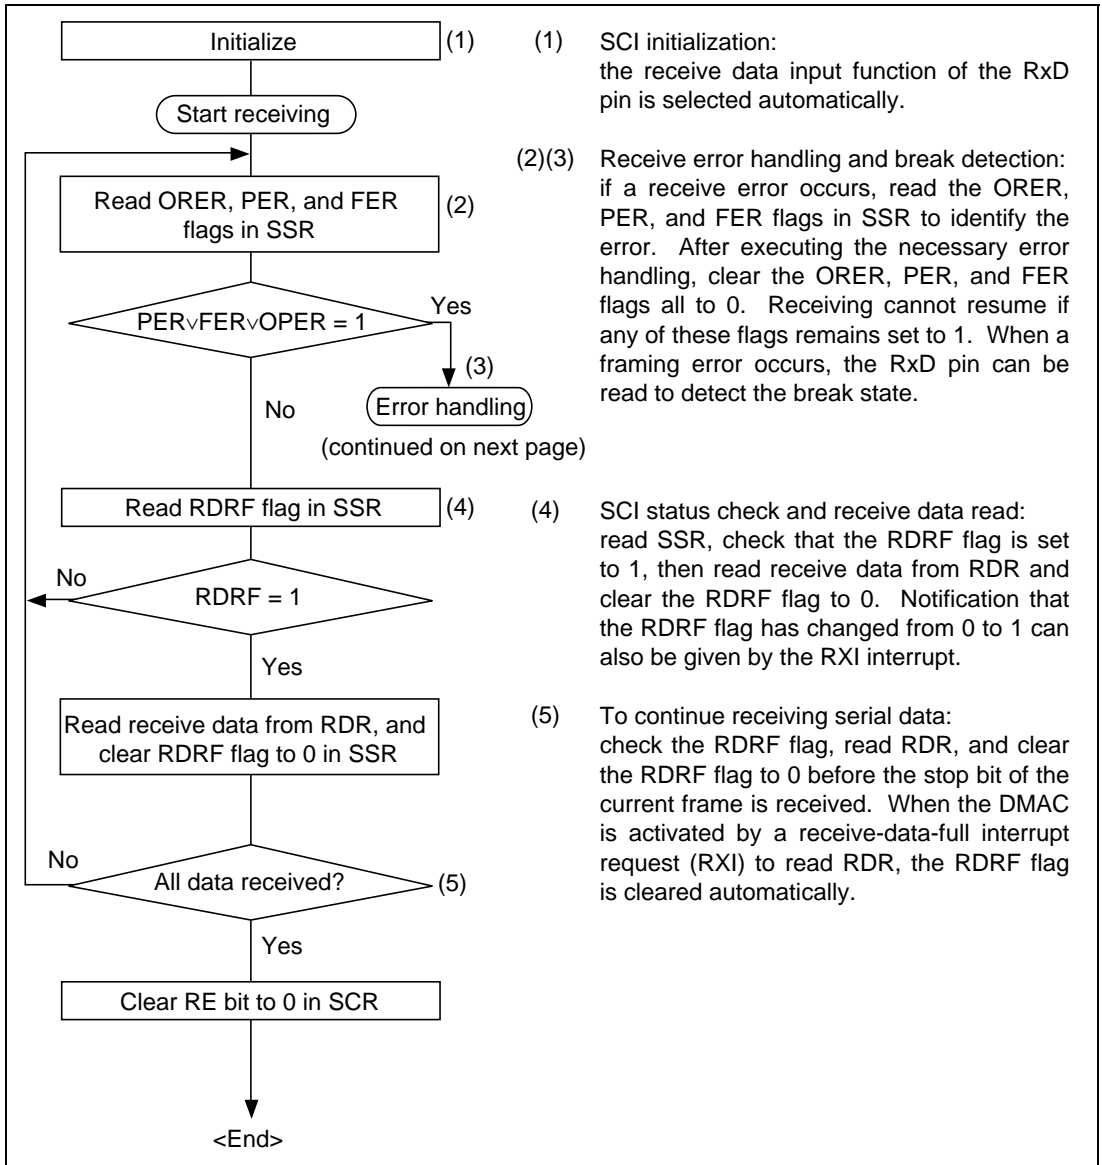 Initialize
(1)
Start receiving
Read ORER, PER, and FER
flags in SSR
(2)
PER∨FER∨OPER = 1
Yes
(3)
Error handling
(continued on next page)
No
Read RDRF flag in SSR
(4)
No
RDRF = 1
Yes
Read receive data from RDR, and
clear RDRF flag to 0 in SSR
No
All data received?
(5)
Yes
Clear RE bit to 0 in SCR
<End>
(1) SCI initialization:
the receive data input function of the RxD
pin is selected automatically.
(2)(3) Receive error handling and break detection:
if a receive error occurs, read the ORER,
PER, and FER flags in SSR to identify the
error. After executing the necessary error
handling, clear the ORER, PER, and FER
flags all to 0. Receiving cannot resume if
any of these flags remains set to 1. When a
framing error occurs, the RxD pin can be
read to detect the break state.
(4) SCI status check and receive data read:
read SSR, check that the RDRF flag is set
to 1, then read receive data from RDR and
clear the RDRF flag to 0. Notification that
the RDRF flag has changed from 0 to 1 can
also be given by the RXI interrupt.
(5) To continue receiving serial data:
check the RDRF flag, read RDR, and clear
the RDRF flag to 0 before the stop bit of the
current frame is received. When the DMAC
is activated by a receive-data-full interrupt
request (RXI) to read RDR, the RDRF flag
is cleared automatically.